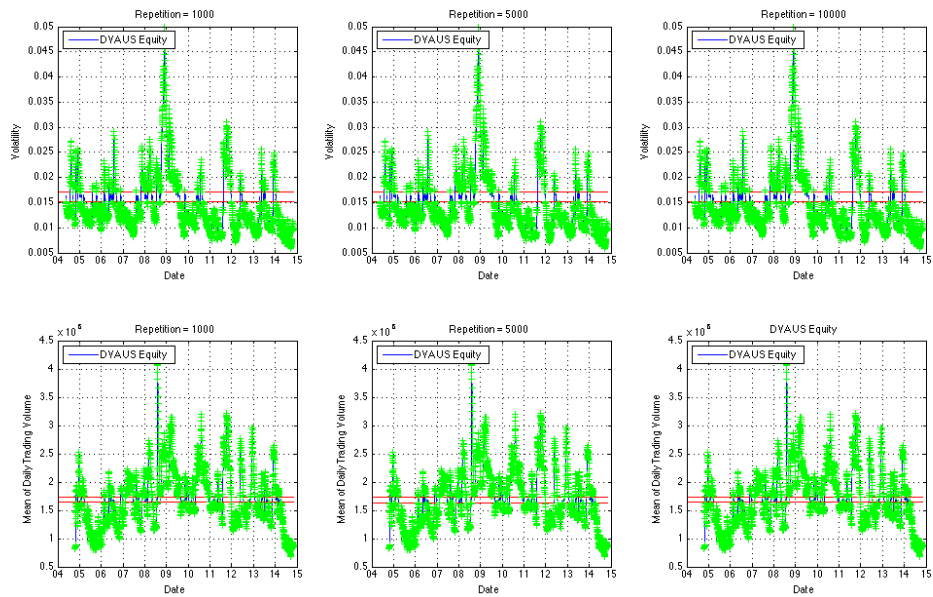 Repetition = 1000
0.05
0.045
0.04
0.035
0.03
0.025
0.02
0.015
0.01
0.005
Volatility
DYAUS Equity
04 05 06 07 08 09 10 11 12 13 14 15
Date
Repetition = 5000
0.05
0.045
0.04
0.035
0.03
0.025
0.02
0.015
0.01
0.005
Volatility
DYAUS Equity
04 05 06 07 08 09 10 11 12 13 14 15
Date
Repetition = 10000
0.05
0.045
0.04
0.035
0.03
0.025
0.02
0.015
0.01
0.005
Volatility
DYAUS Equity
04 05 06 07 08 09 10 11 12 13 14 15
Date
Repetition = 1000
x 10^6
4.5
4
3.5
3
2.5
2
1.5
1
0.5
Mean of Daily Trading Volume
DYAUS Equity
04 05 06 07 08 09 10 11 12 13 14 15
Date
Repetition = 5000
x 10^6
4.5
4
3.5
3
2.5
2
1.5
1
0.5
Mean of Daily Trading Volume
DYAUS Equity
04 05 06 07 08 09 10 11 12 13 14 15
Date
DYAUS Equity
x 10^6
4.5
4
3.5
3
2.5
2
1.5
1
0.5
Mean of Daily Trading Volume
DYAUS Equity
04 05 06 07 08 09 10 11 12 13 14 15
Date